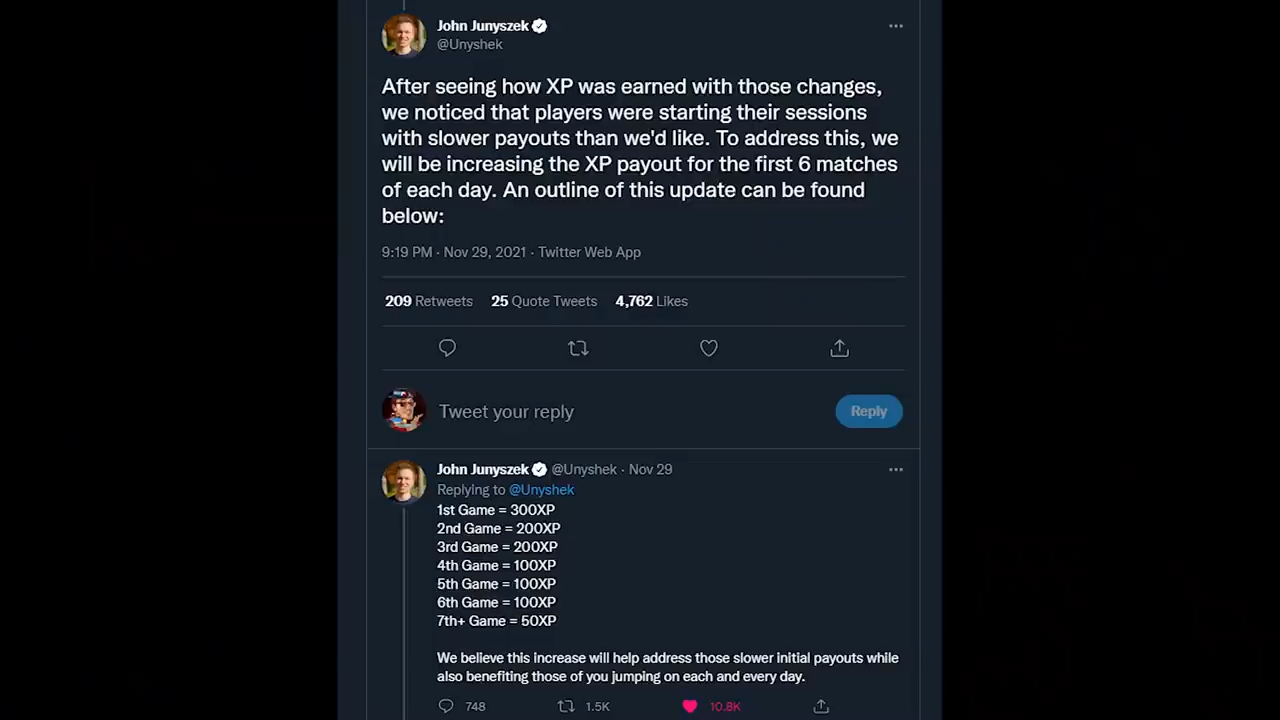 John Junyszek
@Unyshek
After seeing how XP was earned with those changes,
we noticed that players were starting their sessions
with slower payouts than we'd like. To address this, we
will be increasing the XP payout for the first 6 matches
of each day. An outline of this update can be found
below:
9:19 PM · Nov 29, 2021 · Twitter Web App
209 Retweets 25 Quote Tweets 4,762 Likes
Tweet your reply
Reply
John Junyszek @Unyshek · Nov 29
Replying to @Unyshek
1st Game = 300XP
2nd Game = 200XP
3rd Game = 200XP
4th Game = 100XP
5th Game = 100XP
6th Game = 100XP
7th+ Game = 50XP
We believe this increase will help address those slower initial payouts while
also benefiting those of you jumping on each and every day.
748 1.5K 10.8K